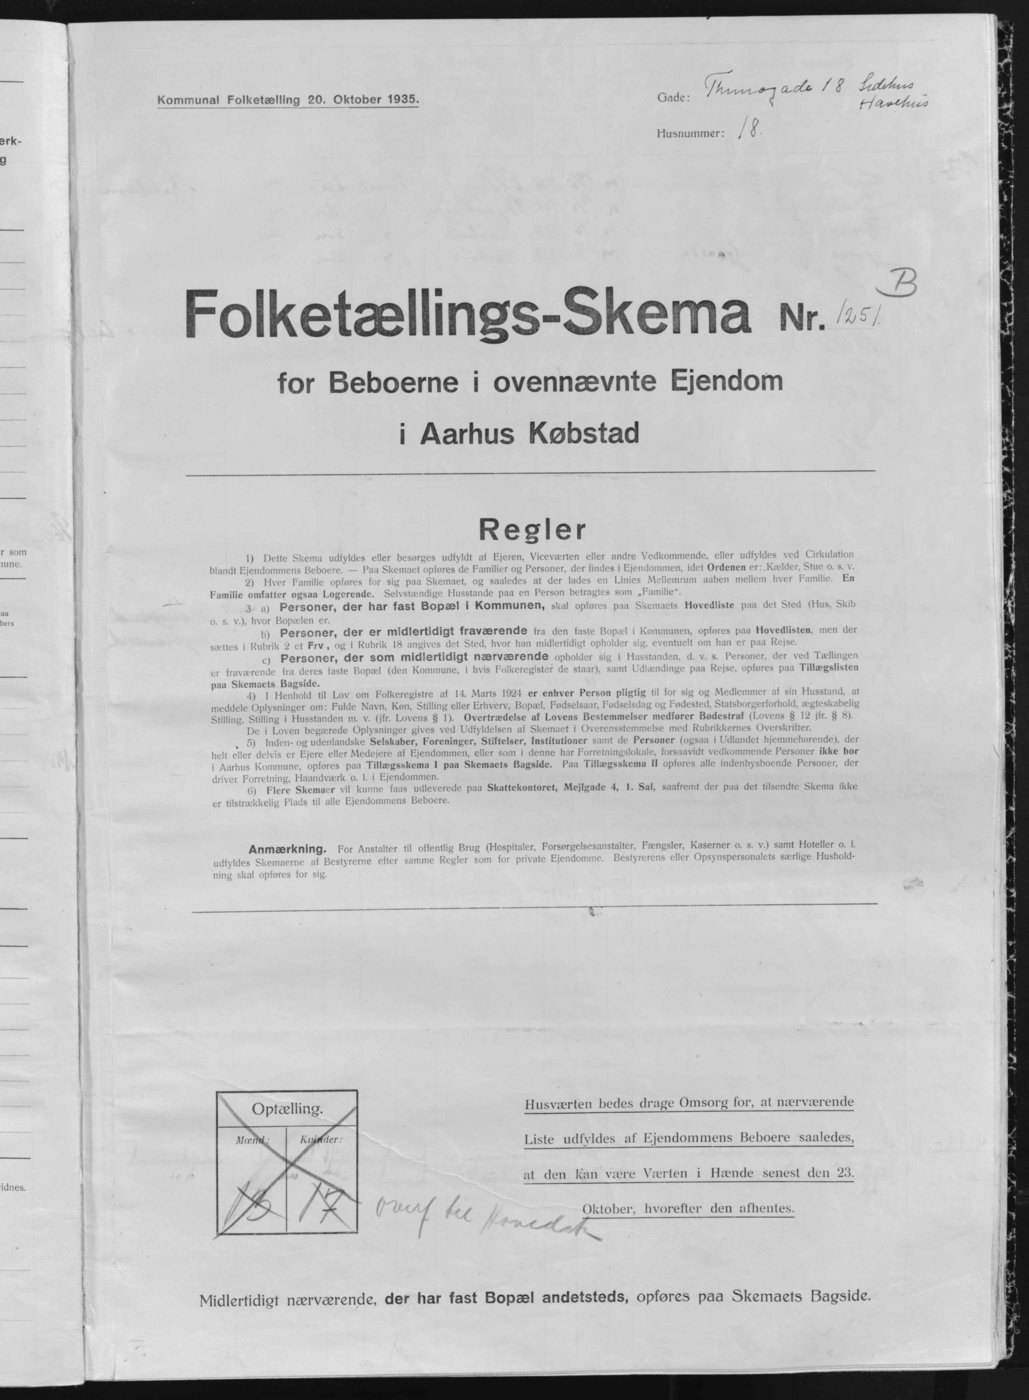 Kommunal Folketælling 20. Oktober 1935.
Gade: Thunøgade 18 Sidehus
Havehus
Husnummer: 18.
B
Folketællings-Skema Nr. 1251.
for Beboerne i ovennævnte Ejendom
i Aarhus Købstad
Regler
1) Dette Skema udfyldes eller besørges udfyldt af Ejeren, Viceværten eller andre Vedkommende, eller udfyldes ved Cirkulation
blandt Ejendommens Beboere. — Paa Skemaet opføres de Familier og Personer, der findes i Ejendommen, idet Ordenen er: Kælder, Stue o. s. v.
2) Hver Familie opføres for sig paa Skemaet, og saaledes at der lades en Linies Mellemrum aaben mellem hver Familie. En
Familie omfatter ogsaa Logerende. Selvstændige Husstande paa en Person betragtes som „Familie“.
3 a) Personer, der har fast Bopæl i Kommunen, skal opføres paa Skemaets Hovedliste paa det Sted (Hus, Skib
o. s. v.), hvor Bopælen er.
b) Personer, der er midlertidigt fraværende fra den faste Bopæl i Kommunen, opføres paa Hovedlisten, men der
sættes i Rubrik 2 et Frv., og i Rubrik 18 angives det Sted, hvor han midlertidigt opholder sig, eventuelt om han er paa Rejse.
c) Personer, der som midlertidigt nærværende opholder sig i Husstanden, d. v. s. Personer, der ved Tællingen
er fraværende fra deres faste Bopæl (den Kommune, i hvis Folkeregister de staar), samt Udlændinge paa Rejse, opføres paa Tillægslisten
paa Skemaets Bagside.
4) I Henhold til Lov om Folkeregistre af 14. Marts 1924 er enhver Person pligtig til for sig og Medlemmer af sin Husstand, at
meddele Oplysninger om: Fulde Navn, Køn, Stilling eller Erhverv, Bopæl, Fødselsaar, Fødselsdag og Fødested, Statsborgerforhold, ægteskabelig
Stilling, Stilling i Husstanden m. v. (jfr. Lovens § 1). Overtrædelse af Lovens Bestemmelser medfører Bødestraf (Lovens § 12 jfr. § 8).
De i Loven begærede Oplysninger gives ved Udfyldelsen af Skemaet i Overensstemmelse med Rubrikkernes Overskrifter.
5) Inden- og udenlandske Selskaber, Foreninger, Stiftelser, Institutioner samt de Personer (ogsaa i Udlandet hjemmehørende), der
helt eller delvis er Ejere eller Medejere af Ejendommen, eller som i denne har Forretningslokale, forsaavidt vedkommende Personer ikke bor
i Aarhus Kommune, opføres paa Tillægsskema I paa Skemaets Bagside. Paa Tillægsskema II opføres alle indenbysboende Personer, der
driver Forretning, Haandværk o. l. i Ejendommen.
6) Flere Skemaer vil kunne faas udleverede paa Skattekontoret, Mejlgade 4, 1. Sal, saafremt der paa det tilsendte Skema ikke
er tilstrækkelig Plads til alle Ejendommens Beboere.
Anmærkning. For Anstalter til offentlig Brug (Hospitaler, Forsørgelsesanstalter, Fængsler, Kaserner o. s. v.) samt Hoteller o. l.
udfyldes Skemaerne af Bestyrerne efter samme Regler som for private Ejendomme. Bestyrerens eller Opsynspersonalets særlige Hushold-
ning skal opføres for sig.
Optælling.
Mænd: Kvinder:
13 17 overf til Hovedsk
Husværten bedes drage Omsorg for, at nærværende
Liste udfyldes af Ejendommens Beboere saaledes,
at den kan være Værten i Hænde senest den 23.
Oktober, hvorefter den afhentes.
Midlertidigt nærværende, der har fast Bopæl andetsteds, opføres paa Skemaets Bagside.